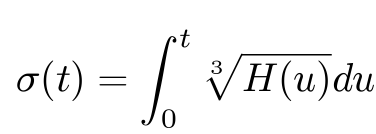 σ(t) = ∫₀ᵗ ∛H(u)du